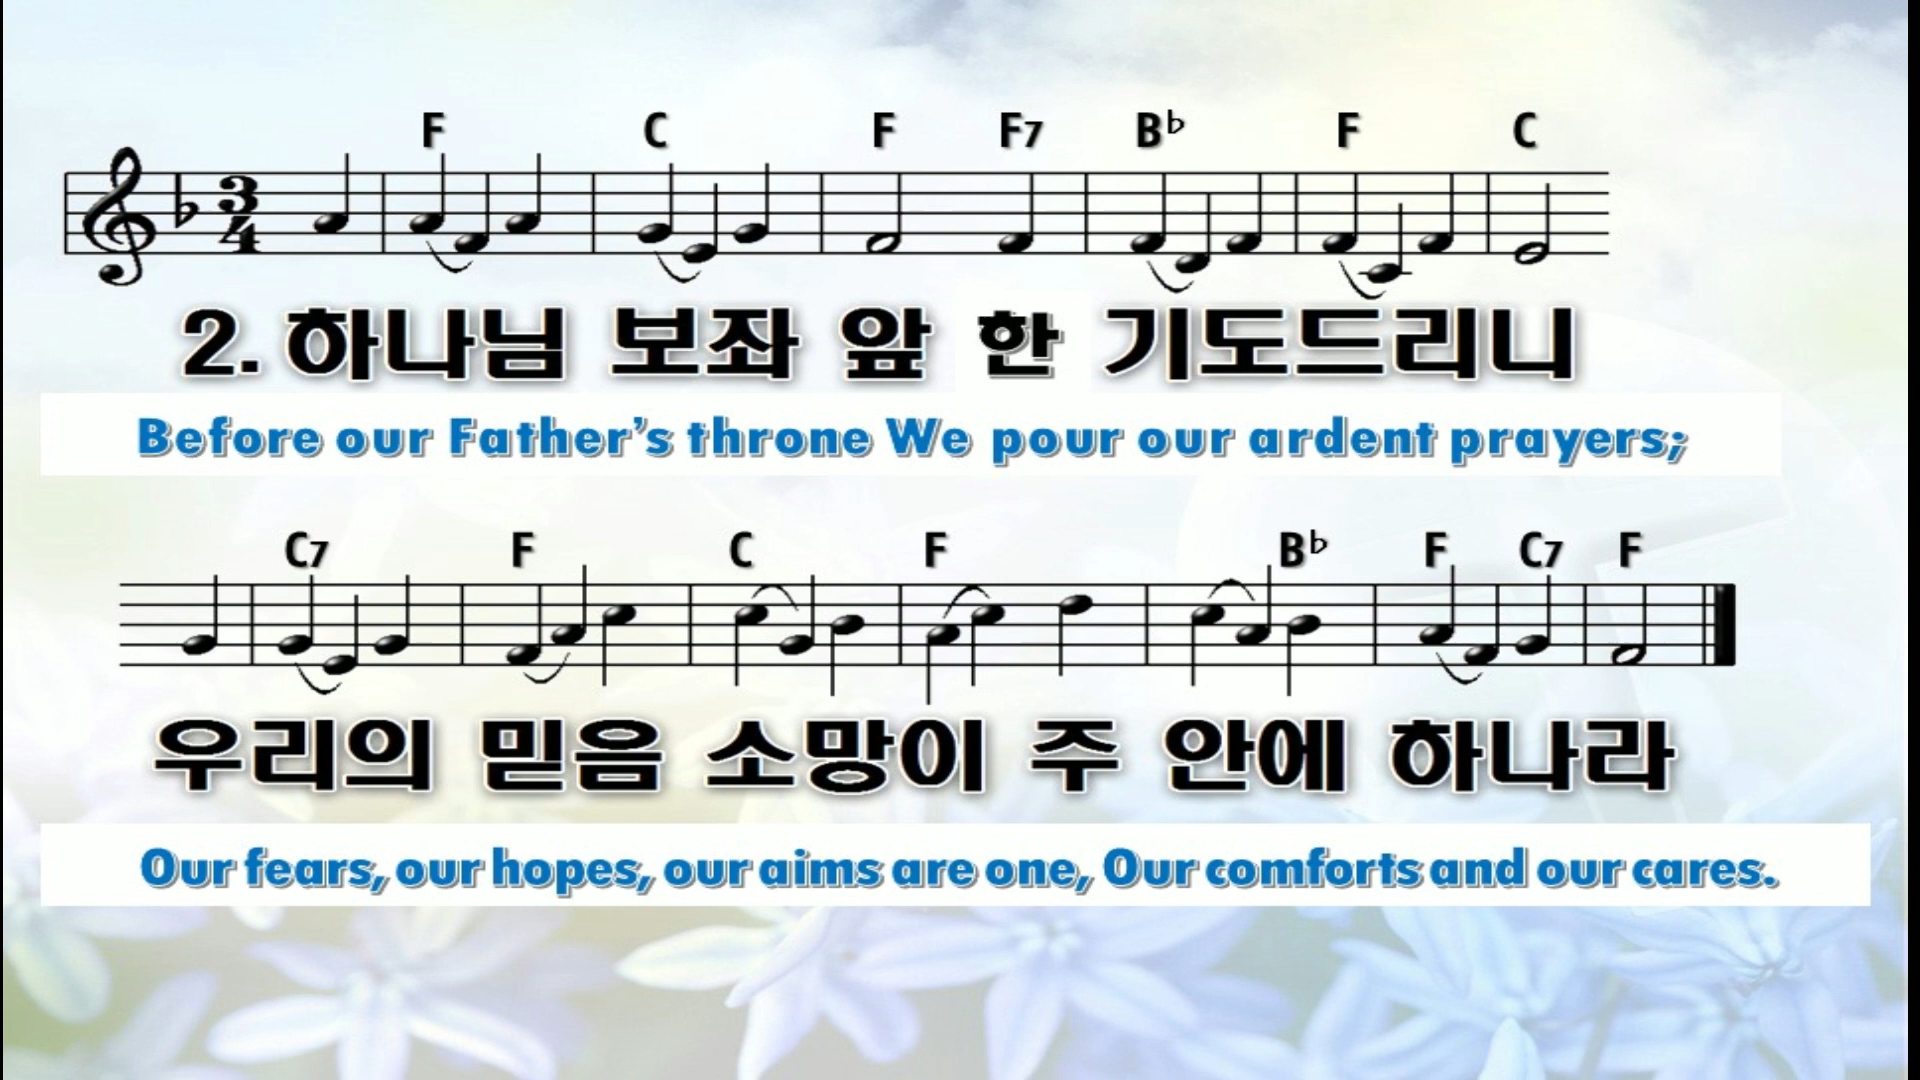 F C F F7 B♭ F C
3
4
2. 하나님 보좌 앞 한 기도드리니
Before our Father's throne We pour our ardent prayers;
C7 F C F B♭ F C7 F
우리의 믿음 소망이 주 안에 하나라
Our fears, our hopes, our aims are one, Our comforts and our cares.